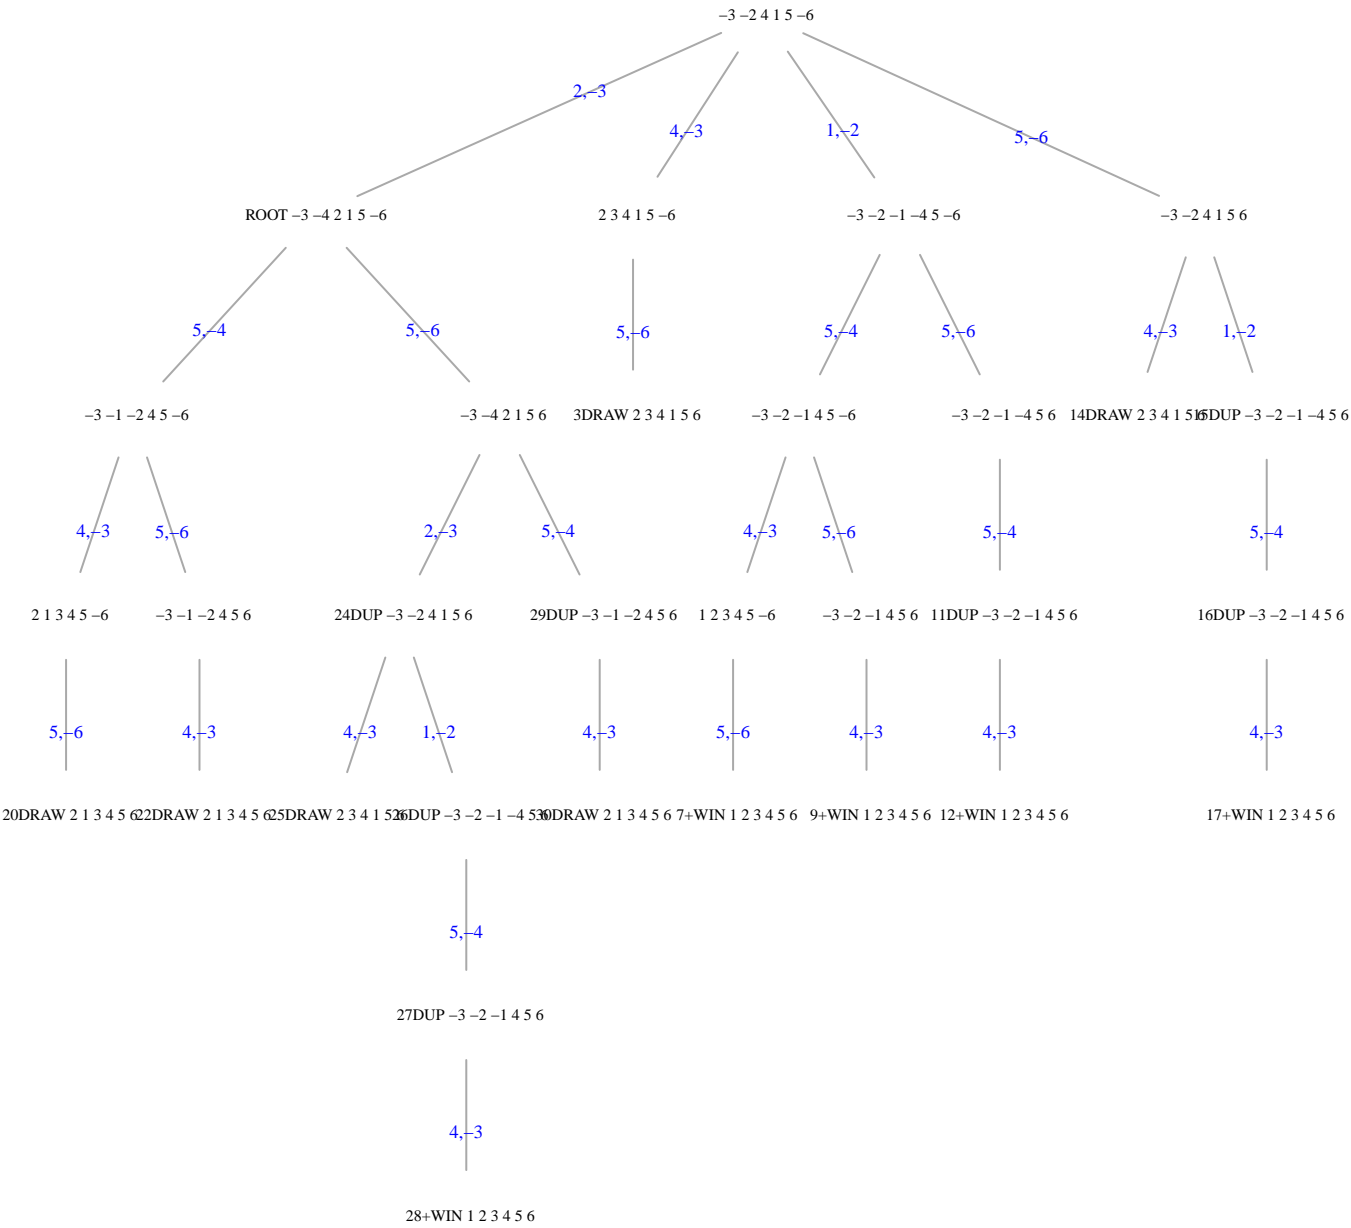 −3 −2 4 1 5 −6
2,−3
4,−3
1,−2
5,−6
ROOT −3 −4 2 1 5 −6
2 3 4 1 5 −6
−3 −2 −1 −4 5 −6
−3 −2 4 1 5 6
5,−4
5,−6
5,−6
5,−4
5,−6
4,−3
1,−2
−3 −1 −2 4 5 −6
−3 −4 2 1 5 6
3DRAW 2 3 4 1 5 6
−3 −2 −1 4 5 −6
−3 −2 −1 −4 5 6
14DRAW 2 3 4 1 5 6
15DUP −3 −2 −1 −4 5 6
4,−3
5,−6
2,−3
5,−4
4,−3
5,−6
5,−4
5,−4
2 1 3 4 5 −6
−3 −1 −2 4 5 6
24DUP −3 −2 4 1 5 6
29DUP −3 −1 −2 4 5 6
1 2 3 4 5 −6
−3 −2 −1 4 5 6
11DUP −3 −2 −1 4 5 6
16DUP −3 −2 −1 4 5 6
5,−6
4,−3
4,−3
1,−2
4,−3
5,−6
4,−3
4,−3
4,−3
20DRAW 2 1 3 4 5 6
22DRAW 2 1 3 4 5 6
25DRAW 2 3 4 1 5 6
26DUP −3 −2 −1 −4 5 6
30DRAW 2 1 3 4 5 6
7+WIN 1 2 3 4 5 6
9+WIN 1 2 3 4 5 6
12+WIN 1 2 3 4 5 6
17+WIN 1 2 3 4 5 6
5,−4
27DUP −3 −2 −1 4 5 6
4,−3
28+WIN 1 2 3 4 5 6